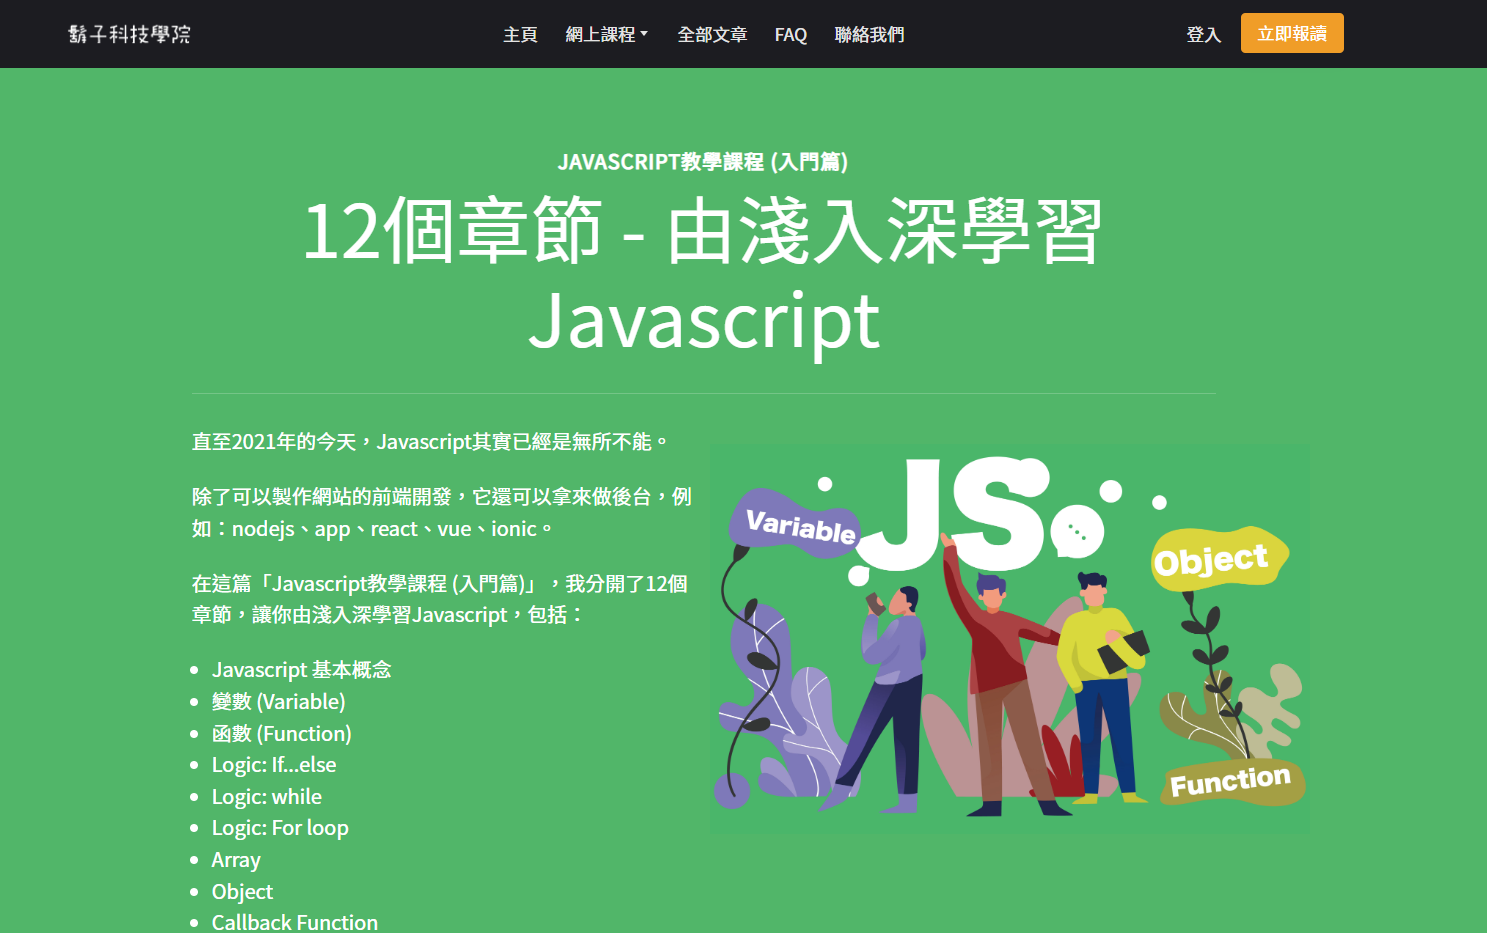 鬍子科技學院
主頁 網上課程 全部文章 FAQ 聯絡我們
登入 立即報讀
JAVASCRIPT教學課程 (入門篇)
12個章節 - 由淺入深學習
Javascript
直至2021年的今天，Javascript其實已經是無所不能。
除了可以製作網站的前端開發，它還可以拿來做後台，例
如：nodejs、app、react、vue、ionic。
在這篇「Javascript教學課程 (入門篇)」，我分開了12個
章節，讓你由淺入深學習Javascript，包括：
Javascript 基本概念
變數 (Variable)
函數 (Function)
Logic: If...else
Logic: while
Logic: For loop
Array
Object
Callback Function
JS
Variable
Object
Function